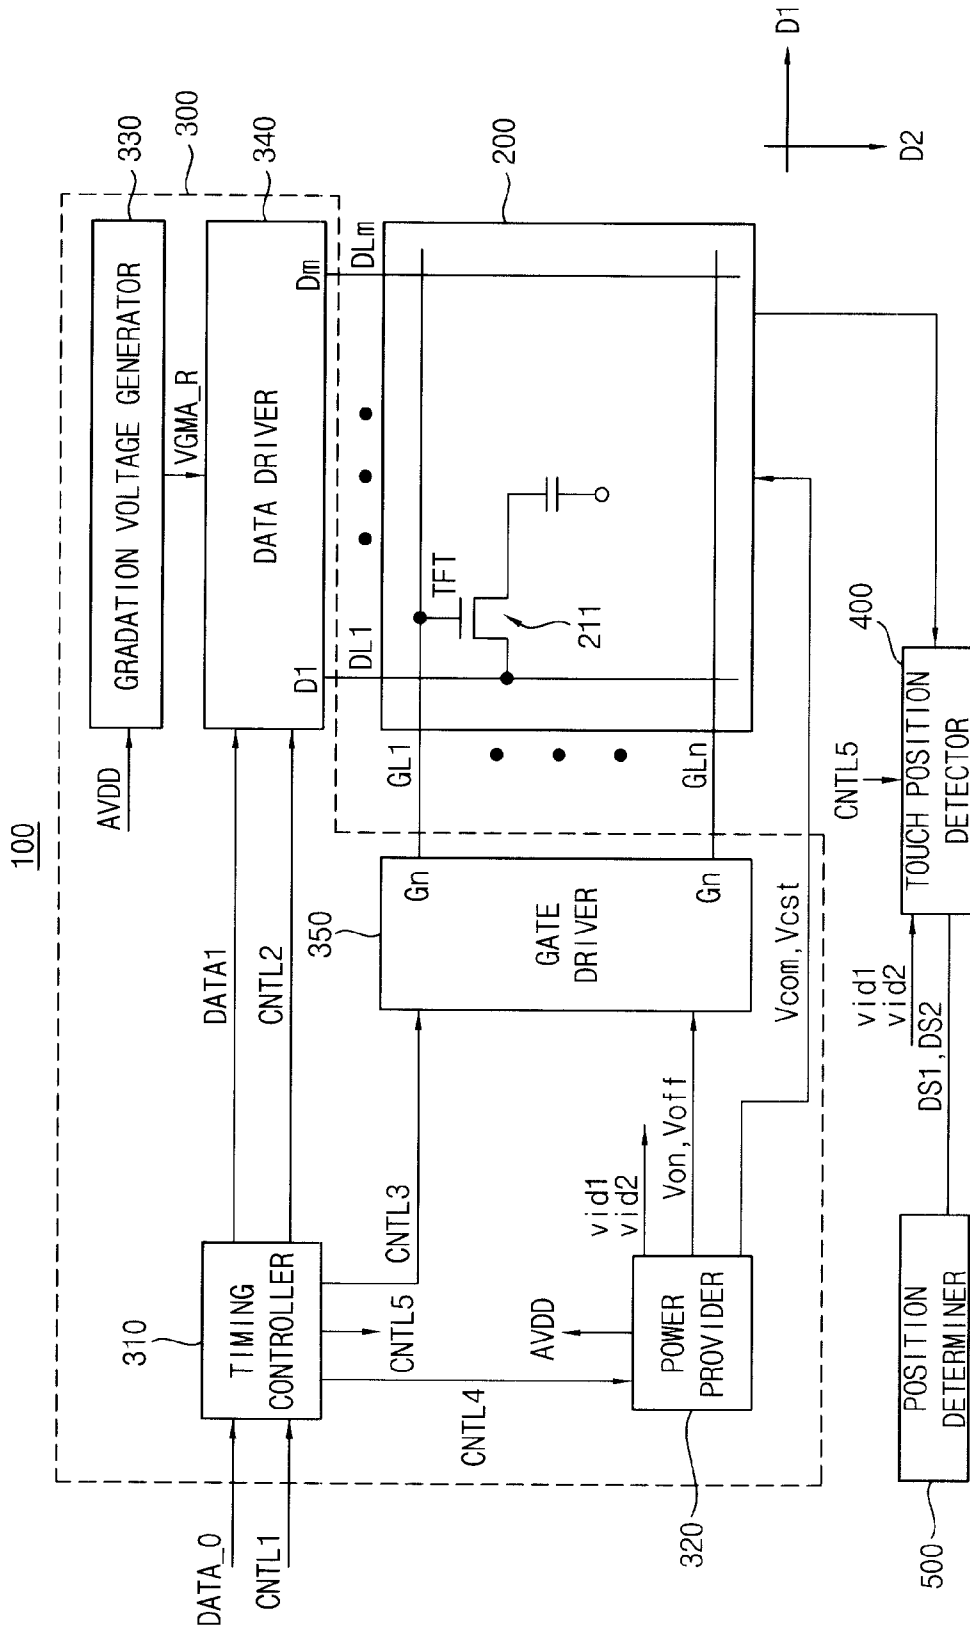 100
330
300
340
GRADATION VOLTAGE GENERATOR
AVDD
VGMA_R
DATA DRIVER
D1
Dm
DATA_0
CNTL1
310
TIMING
CONTROLLER
DATA1
CNTL2
CNTL3
CNTL5
CNTL4
350
GATE
DRIVER
Gn
Gn
GL1
GLn
DL1
DLm
TFT
211
200
AVDD
vid1
vid2
Von,Voff
Vcom,Vcst
POWER
PROVIDER
320
D1
D2
CNTL5
400
TOUCH POSITION
DETECTOR
vid1
vid2
DS1,DS2
POSITION
DETERMINER
500